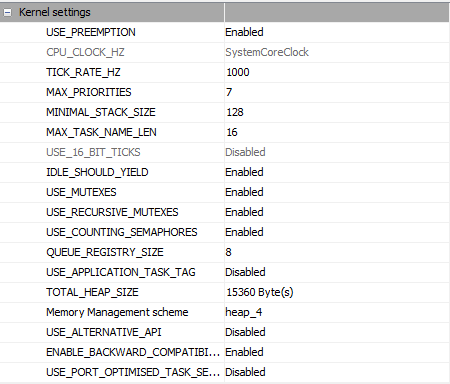 Kernel settings
USE_PREEMPTION Enabled
CPU_CLOCK_HZ SystemCoreClock
TICK_RATE_HZ 1000
MAX_PRIORITIES 7
MINIMAL_STACK_SIZE 128
MAX_TASK_NAME_LEN 16
USE_16_BIT_TICKS Disabled
IDLE_SHOULD_YIELD Enabled
USE_MUTEXES Enabled
USE_RECURSIVE_MUTEXES Enabled
USE_COUNTING_SEMAPHORES Enabled
QUEUE_REGISTRY_SIZE 8
USE_APPLICATION_TASK_TAG Disabled
TOTAL_HEAP_SIZE 15360 Byte(s)
Memory Management scheme heap_4
USE_ALTERNATIVE_API Disabled
ENABLE_BACKWARD_COMPATIBI... Enabled
USE_PORT_OPTIMISED_TASK_SE... Disabled